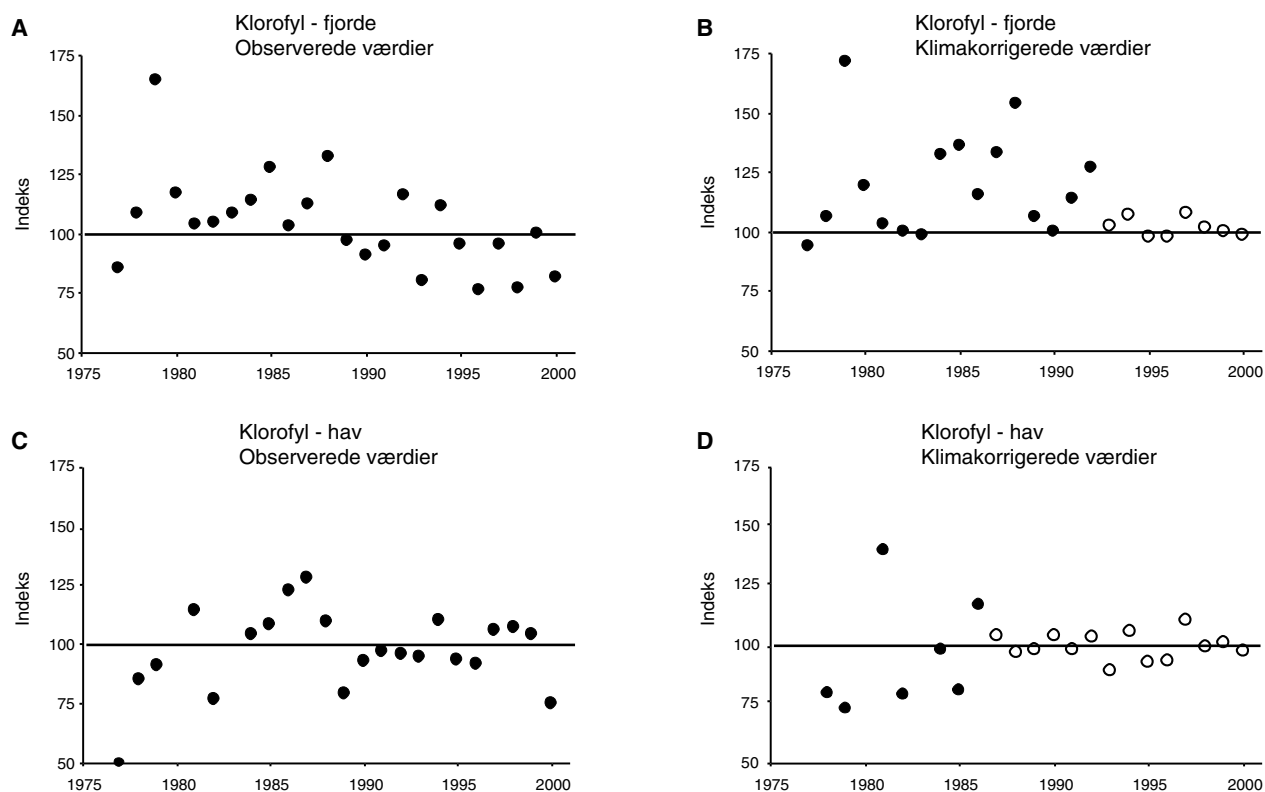 A
Klorofyl - fjorde
Observerede værdier
175
150
125
100
75
50
Indeks
1975 1980 1985 1990 1995 2000
B
Klorofyl - fjorde
Klimakorrigerede værdier
175
150
125
100
75
50
Indeks
1975 1980 1985 1990 1995 2000
C
Klorofyl - hav
Observerede værdier
175
150
125
100
75
50
Indeks
1975 1980 1985 1990 1995 2000
D
Klorofyl - hav
Klimakorrigerede værdier
175
150
125
100
75
50
Indeks
1975 1980 1985 1990 1995 2000